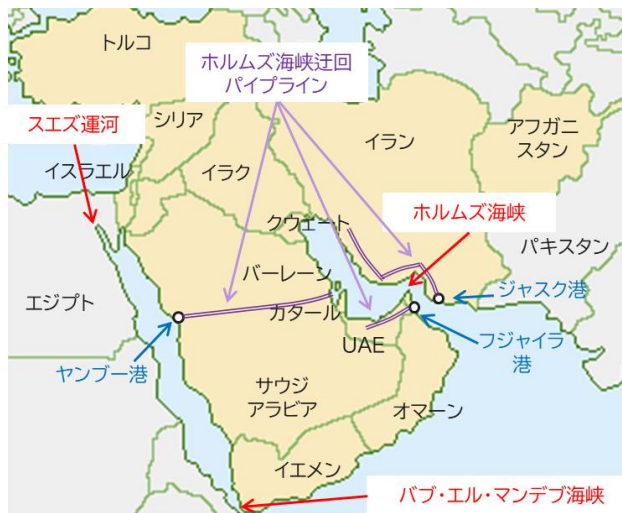 トルコ
ホルムズ海峡迂回
パイプライン
スエズ運河
シリア
イラン
アフガニ
スタン
イスラエル
イラク
ホルムズ海峡
クウェート
パキスタン
バーレーン
エジプト
カタール
ジャスク港
UAE
フジャイラ
港
ヤンブー港
サウジ
アラビア
オマーン
イエメン
バブ・エル・マンデブ海峡